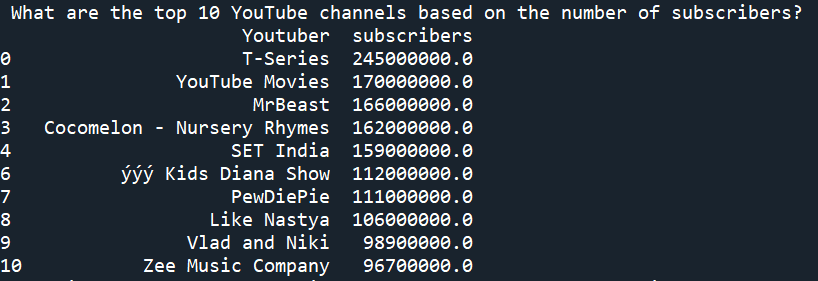 What are the top 10 YouTube channels based on the number of subscribers?
Youtuber subscribers
0 T-Series 245000000.0
1 YouTube Movies 170000000.0
2 MrBeast 166000000.0
3 Cocomelon - Nursery Rhymes 162000000.0
4 SET India 159000000.0
6 ýýý Kids Diana Show 112000000.0
7 PewDiePie 111000000.0
8 Like Nastya 106000000.0
9 Vlad and Niki 98900000.0
10 Zee Music Company 96700000.0